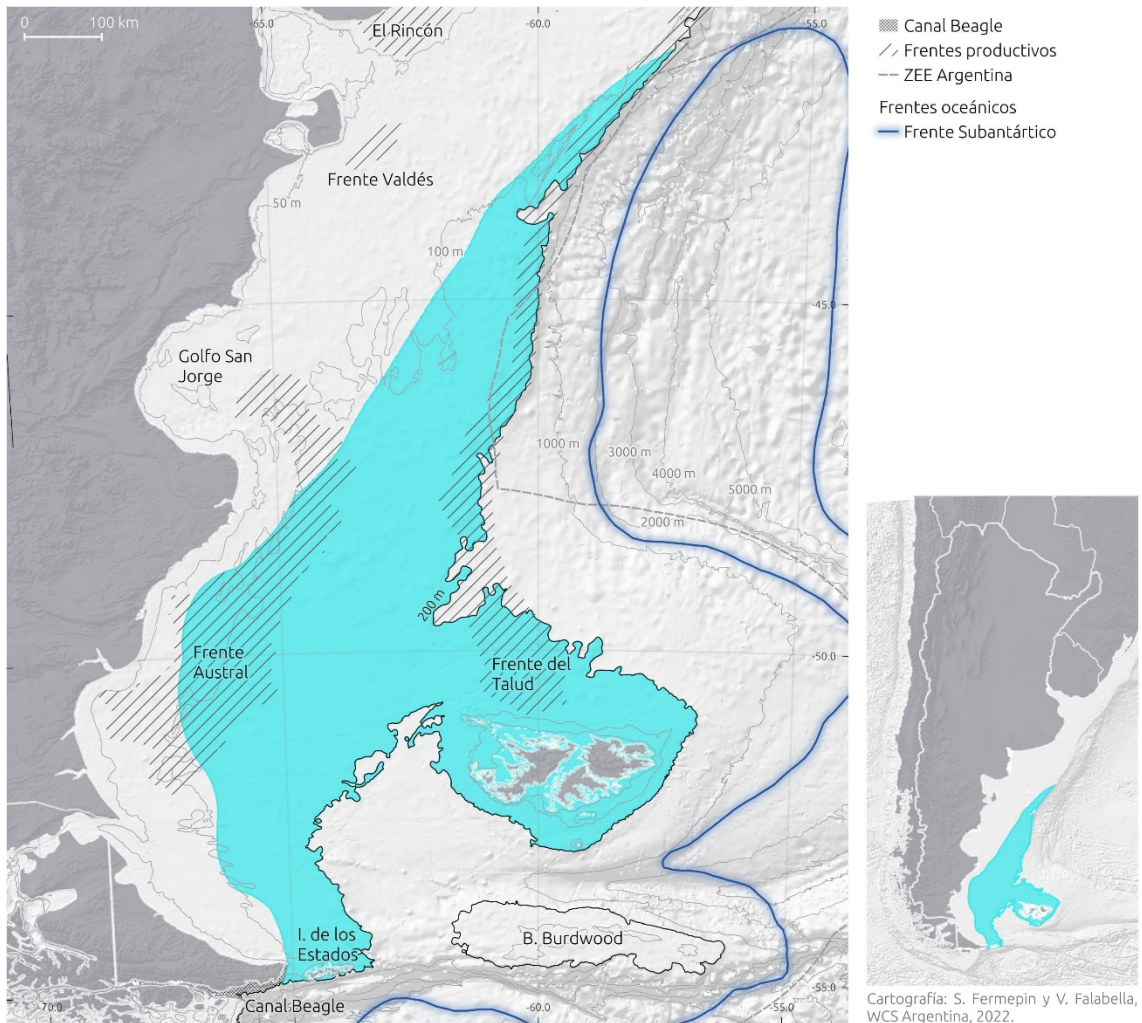 0 100 km
-65.0
-60.0
-55.0
El Rincón
Frente Valdés
50 m
100 m
-45.0
Golfo San
Jorge
1000 m
3000 m
4000 m
5000 m
2000 m
200 m
Frente
Austral
Frente del
Talud
-50.0
I. de los
Estados
B. Burdwood
Canal Beagle
-70.0
-60.0
-55.0
-55.0
Canal Beagle
Frentes productivos
ZEE Argentina
Frentes oceánicos
Frente Subantártico
Cartografía: S. Fermepin y V. Falabella,
WCS Argentina, 2022.